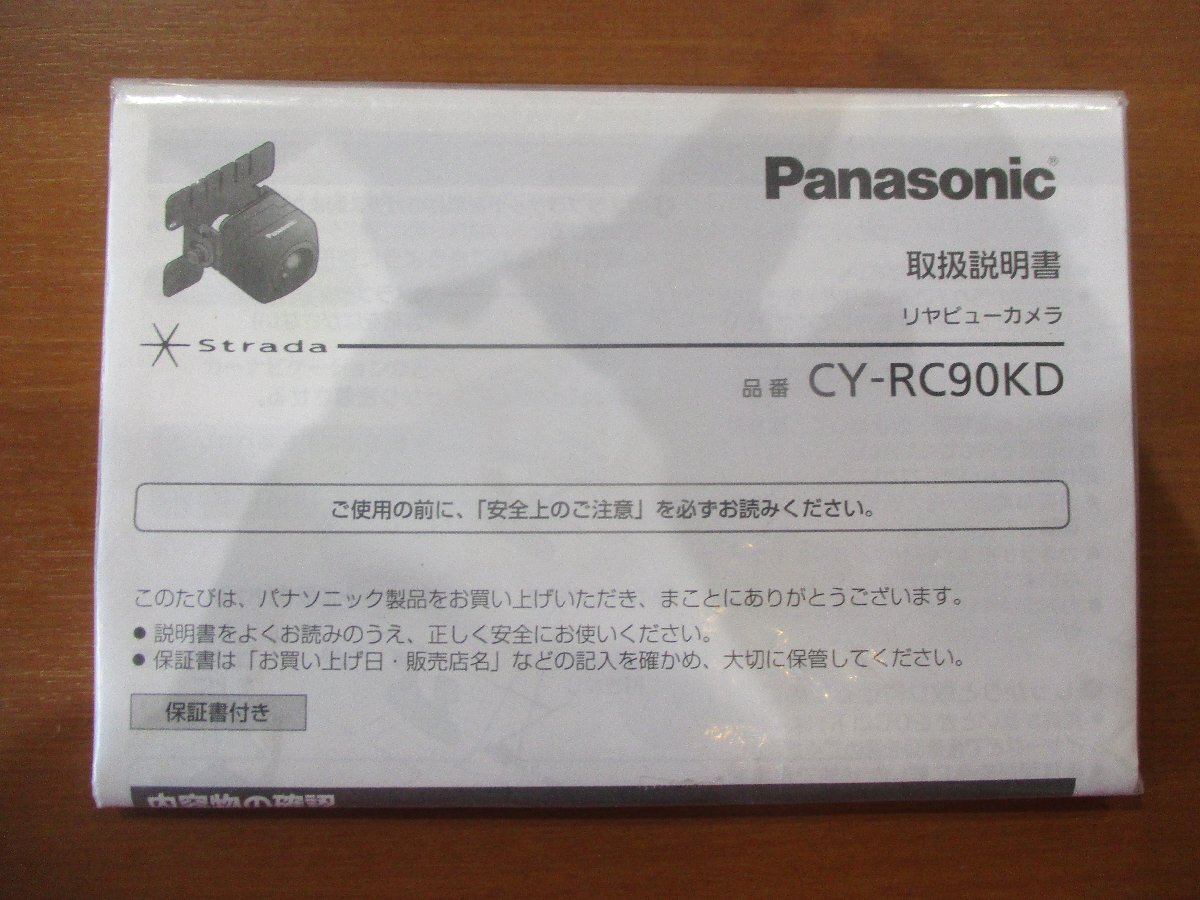 Panasonic®
取扱説明書
リヤビューカメラ
Strada
品番 CY-RC90KD
ご使用の前に、「安全上のご注意」を必ずお読みください。
このたびは、パナソニック製品をお買い上げいただき、まことにありがとうございます。
● 説明書をよくお読みのうえ、正しく安全にお使いください。
● 保証書は「お買い上げ日・販売店名」などの記入を確かめ、大切に保管してください。
保証書付き
内容物の確認